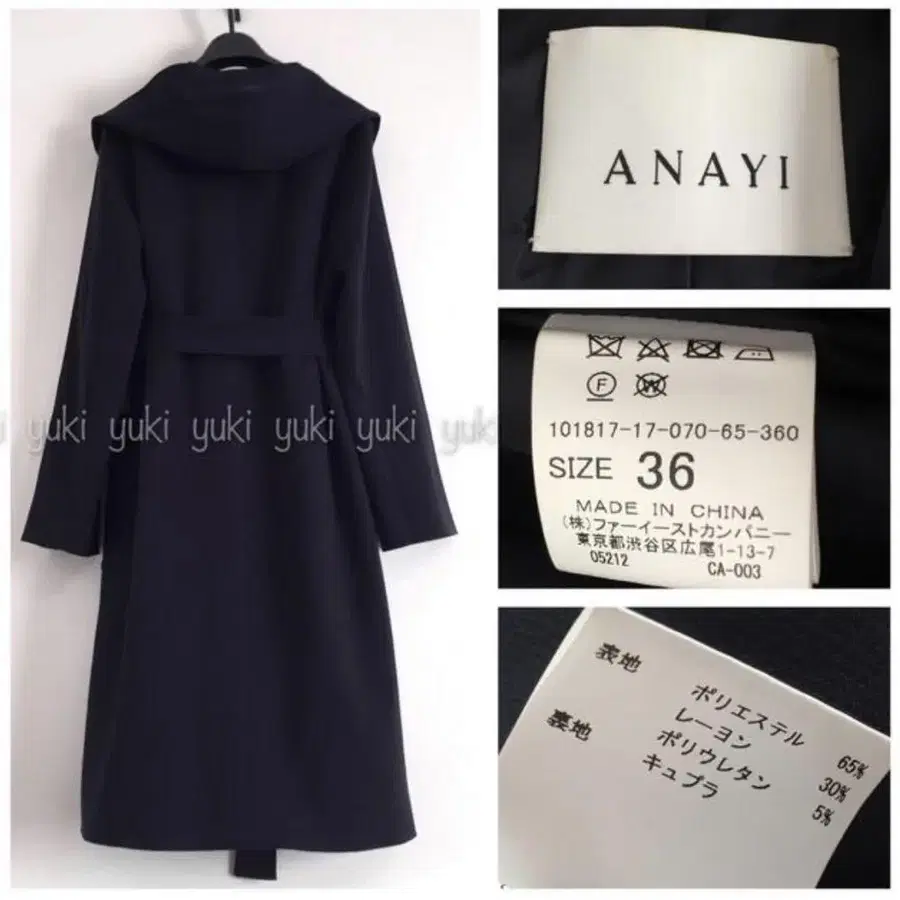 yuki yuki yuki yuki yuki yuki
ANAYI
F W
101817-17-070-65-360
SIZE 36
MADE IN CHINA
(株)ファーイーストカンパニー
東京都渋谷区広尾1-13-7
05212 CA-003
表地 ポリエステル 65%
レーヨン 30%
ポリウレタン 5%
裏地 キュプラ